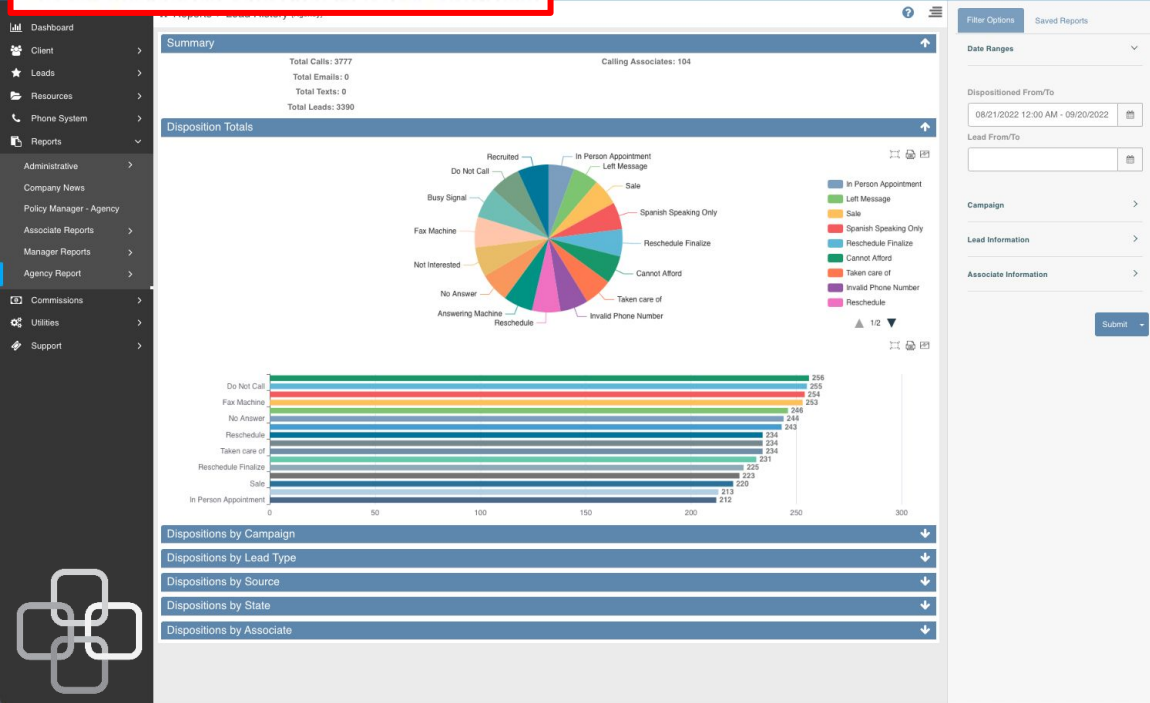 Dashboard
Client
Leads
Resources
Phone System
Reports
Administrative
Company News
Policy Manager - Agency
Associate Reports
Manager Reports
Agency Report
Commissions
Utilities
Support
Summary
Total Calls: 3777
Calling Associates: 104
Total Emails: 0
Total Texts: 0
Total Leads: 3390
Disposition Totals
Recruited
In Person Appointment
Do Not Call
Left Message
Busy Signal
Sale
Fax Machine
Spanish Speaking Only
Not Interested
Reschedule Finalize
No Answer
Cannot Afford
Answering Machine
Taken care of
Reschedule
Invalid Phone Number
In Person Appointment
Left Message
Sale
Spanish Speaking Only
Reschedule Finalize
Cannot Afford
Taken care of
Invalid Phone Number
Reschedule
1/2
256
Do Not Call 255
254
Fax Machine 253
246
No Answer 244
243
Reschedule 234
234
Taken care of 234
231
Reschedule Finalize 225
223
Sale 220
213
In Person Appointment 212
0 50 100 150 200 250 300
Dispositions by Campaign
Dispositions by Lead Type
Dispositions by Source
Dispositions by State
Dispositions by Associate
Filter Options Saved Reports
Date Ranges
Dispositioned From/To
08/21/2022 12:00 AM - 09/20/2022
Lead From/To
Campaign
Lead Information
Associate Information
Submit